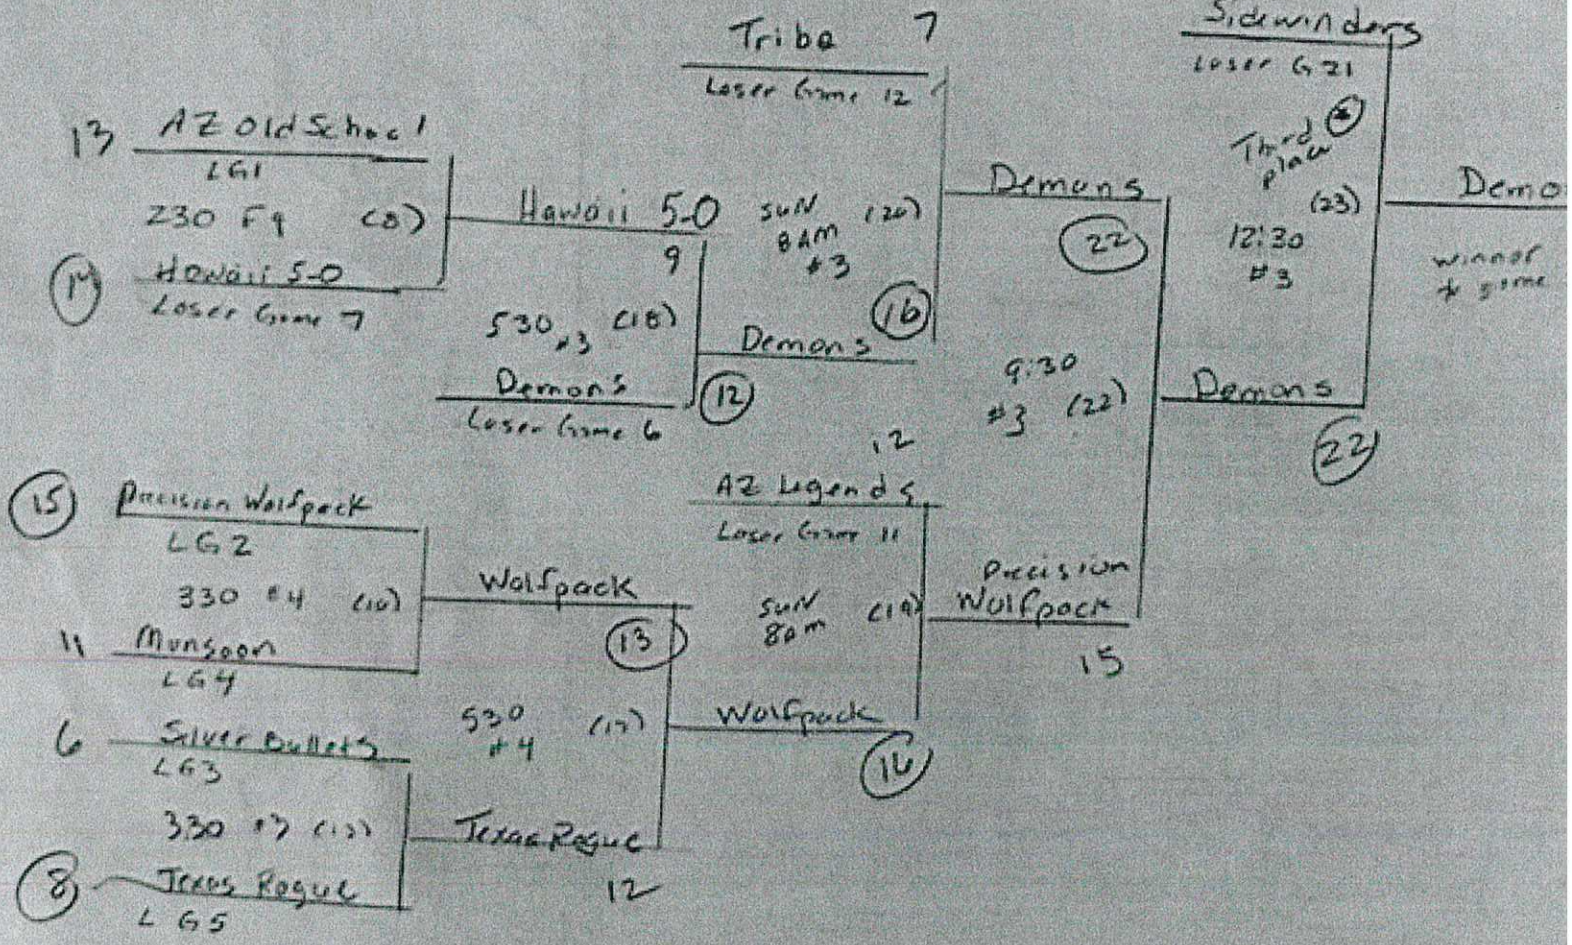 Tribe 7
Loser Game 12
Sidewinders
Loser G21
Third place
(23)
12:30
#3
Demo
winner
13 AZ Old School
LG1
230 F9 (8)
14 Hawaii 5-0
Loser Game 7
Hawaii 5-0
9
530 #3 (18)
Demons
Loser Game 6
12
SUN (20)
8AM
#3
Demons
16
Demons
22
9:30
#3 (22)
Demons
22
15 Precision Wolfpack
LG2
330 #4 (16)
11 Monsoon
LG4
Wolfpack
13
12
AZ Legends
Loser Game 11
SUN (19)
8am
Precision
Wolfpack
15
530 (17)
#4
Wolfpack
16
6 Silver Bullets
LG3
330 #3
8 Texas Rogue
LG5
Texas Rogue
12